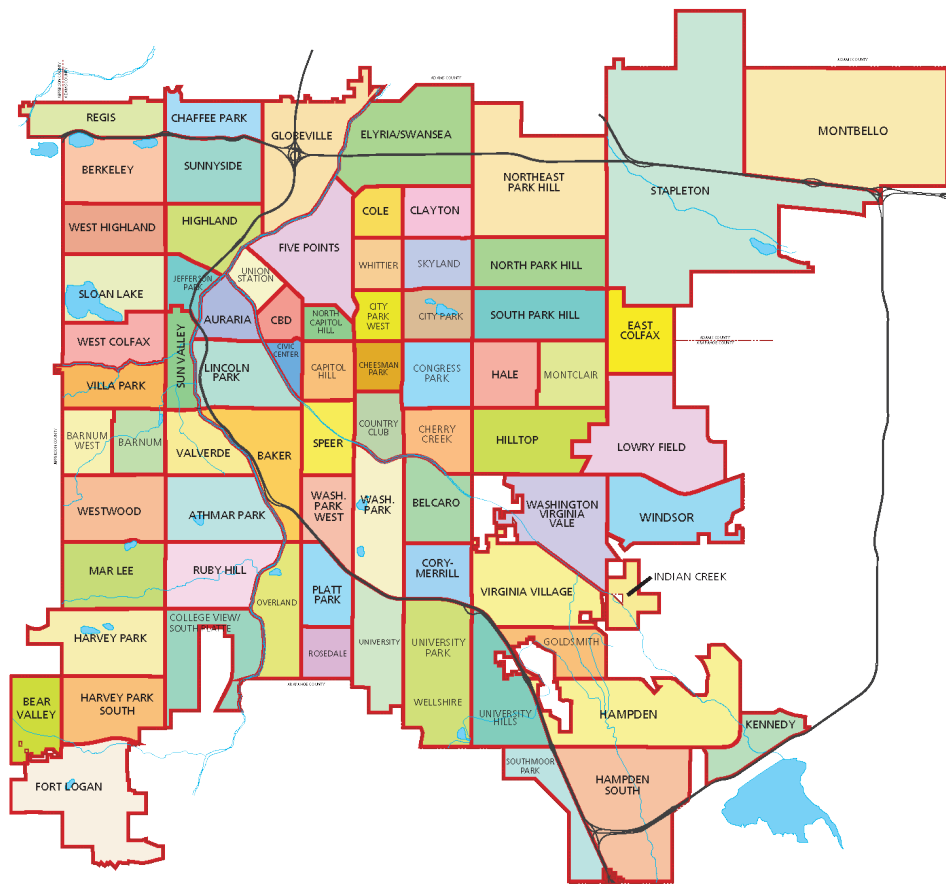 ADAMS COUNTY
ADAMS COUNTY
REGIS
CHAFFEE PARK
GLOBEVILLE
ELYRIA/SWANSEA
MONTBELLO
BERKELEY
SUNNYSIDE
NORTHEAST
PARK HILL
STAPLETON
WEST HIGHLAND
HIGHLAND
COLE
CLAYTON
FIVE POINTS
WHITTIER
SKYLAND
NORTH PARK HILL
UNION
STATION
JEFFERSON
PARK
SLOAN LAKE
AURARIA
CBD
NORTH
CAPITOL
HILL
CITY
PARK
WEST
CITY PARK
SOUTH PARK HILL
EAST
COLFAX
WEST COLFAX
SUN VALLEY
CIVIC
CENTER
LINCOLN
PARK
CAPITOL
HILL
CHEESMAN
PARK
CONGRESS
PARK
HALE
MONTCLAIR
VILLA PARK
BARNUM
WEST
BARNUM
VALVERDE
BAKER
SPEER
COUNTRY
CLUB
CHERRY
CREEK
HILLTOP
LOWRY FIELD
WESTWOOD
ATHMAR PARK
WASH.
PARK
WEST
WASH.
PARK
BELCARO
WASHINGTON
VIRGINIA
VALE
WINDSOR
MAR LEE
RUBY HILL
OVERLAND
PLATT
PARK
CORY-
MERRILL
VIRGINIA VILLAGE
INDIAN CREEK
HARVEY PARK
COLLEGE VIEW/
SOUTH PLATTE
ROSEDALE
UNIVERSITY
UNIVERSITY
PARK
GOLDSMITH
BEAR
VALLEY
HARVEY PARK
SOUTH
WELLSHIRE
UNIVERSITY
HILLS
HAMPDEN
KENNEDY
SOUTHMOOR
PARK
HAMPDEN
SOUTH
FORT LOGAN